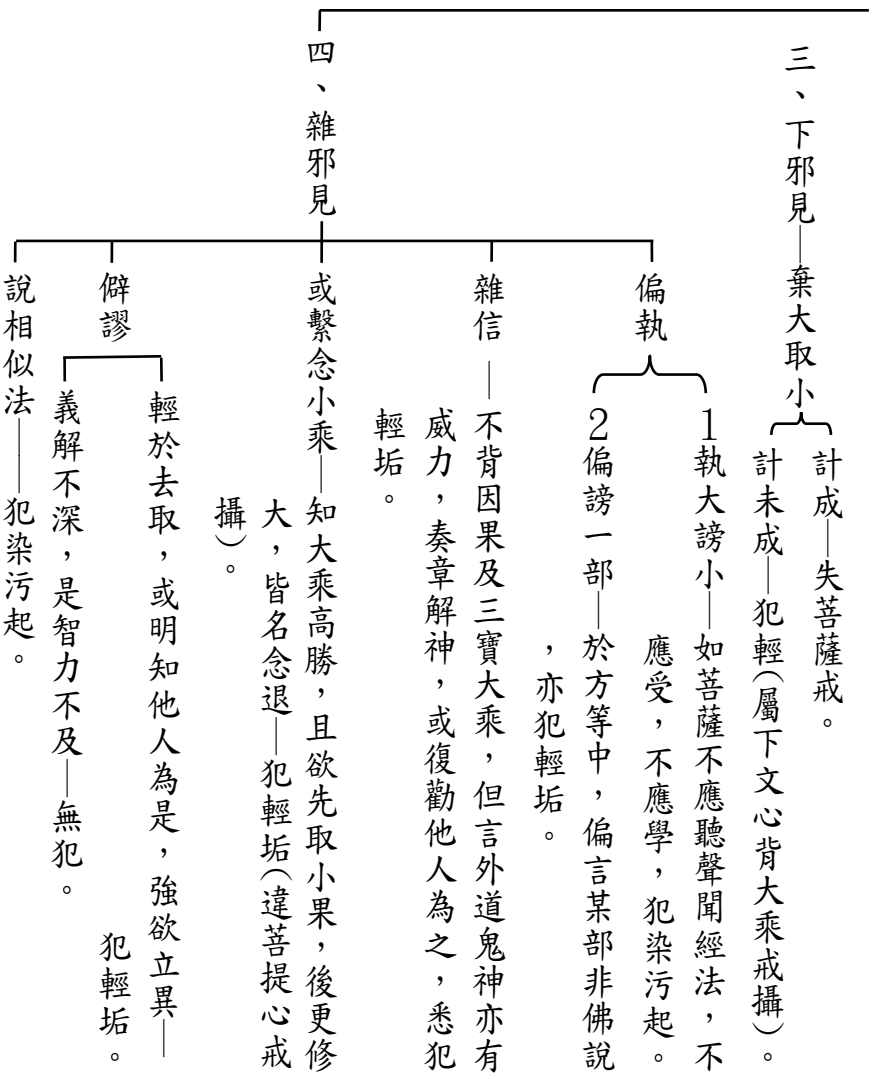 三、下邪見—棄大取小
計成—失菩薩戒。
計未成—犯輕(屬下文心背大乘戒攝)。
四、雜邪見
偏執
1執大謗小—如菩薩不應聽聲聞經法,不
應受,不應學,犯染污起。
2偏謗一部—於方等中,偏言某部非佛說
,亦犯輕垢。
雜信—不背因果及三寶大乘,但言外道鬼神亦有
威力,奏章解神,或復勸他人為之,悉犯
輕垢。
或繫念小乘—知大乘高勝,且欲先取小果,後更修
大,皆名念退—犯輕垢(違菩提心戒
攝)。
僻謬
輕於去取,或明知他人為是,強欲立異—
犯輕垢。
義解不深,是智力不及—無犯。
說相似法——犯染污起。